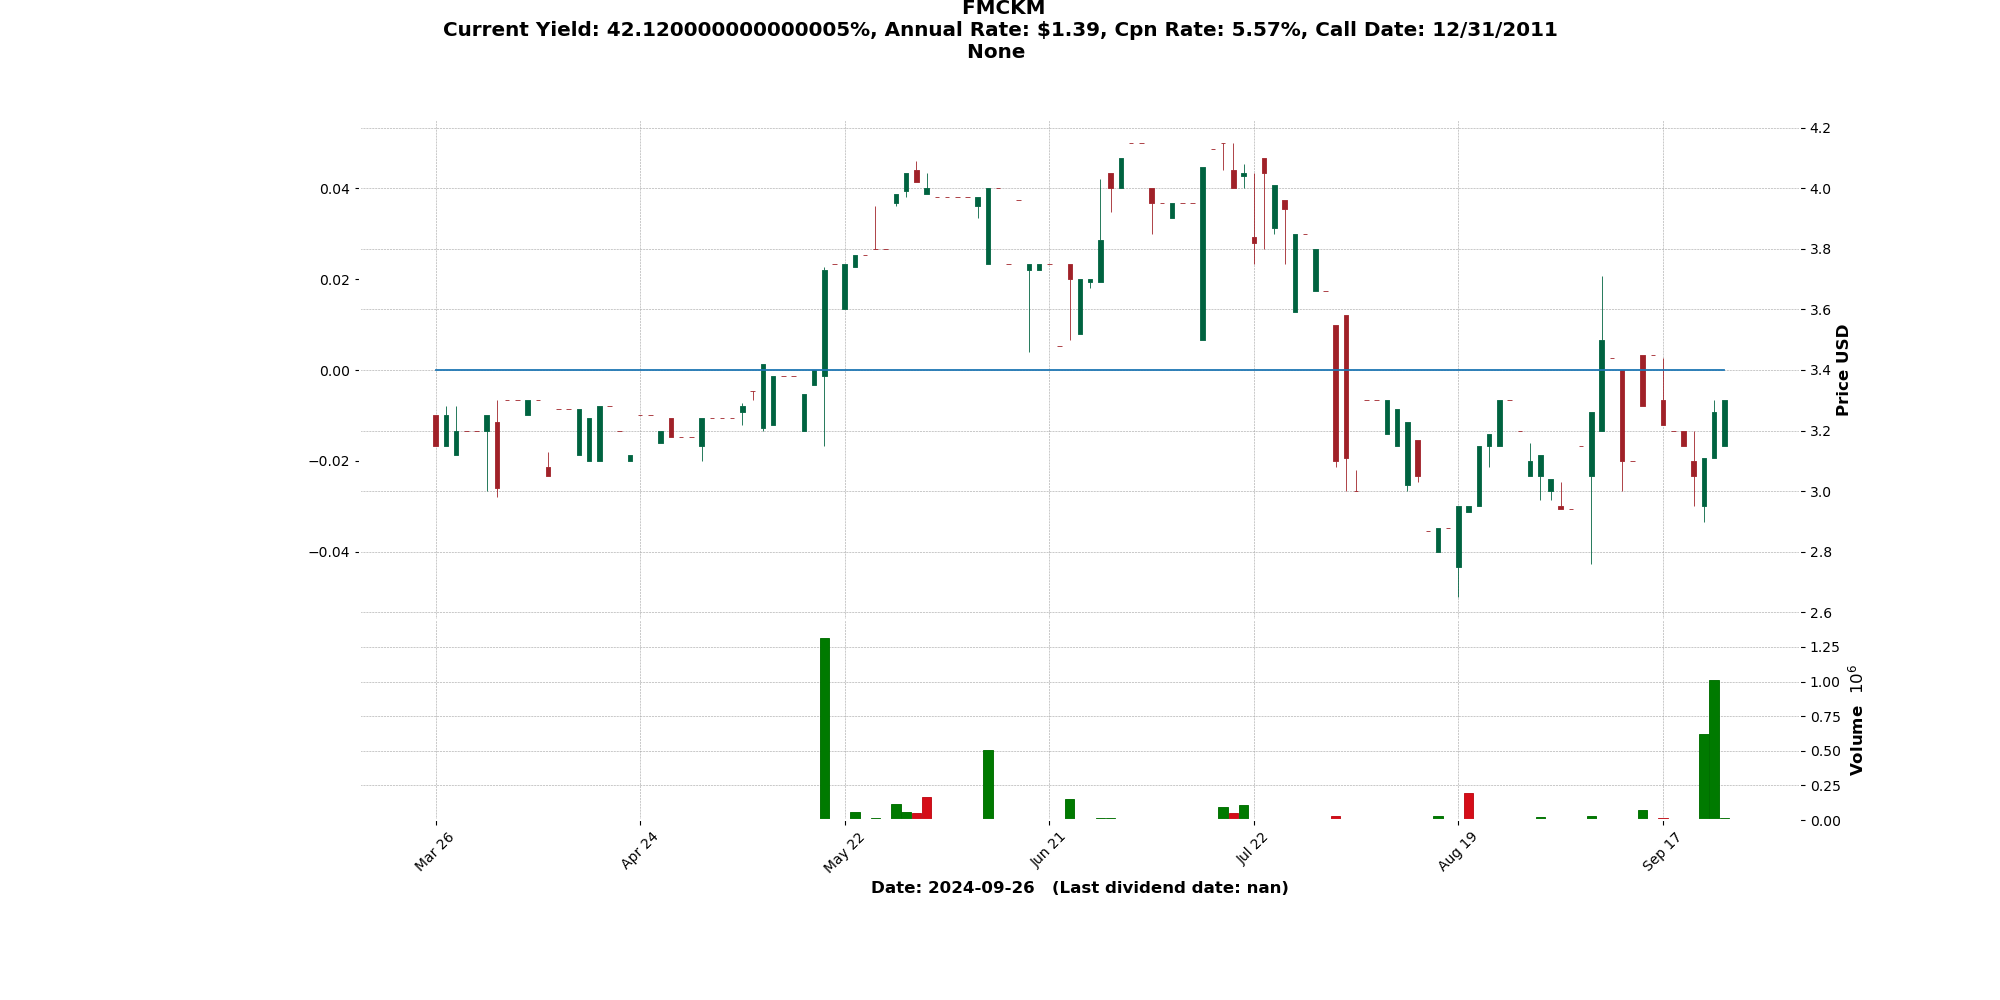 FMCKM
Current Yield: 42.120000000000005%, Annual Rate: $1.39, Cpn Rate: 5.57%, Call Date: 12/31/2011
None
0.04
0.02
0.00
−0.02
−0.04
4.2
4.0
3.8
3.6
3.4
3.2
3.0
2.8
2.6
Price USD
1.25
1.00
0.75
0.50
0.25
0.00
Volume 10⁶
Mar 26
Apr 24
May 22
Jun 21
Jul 22
Aug 19
Sep 17
Date: 2024-09-26 (Last dividend date: nan)